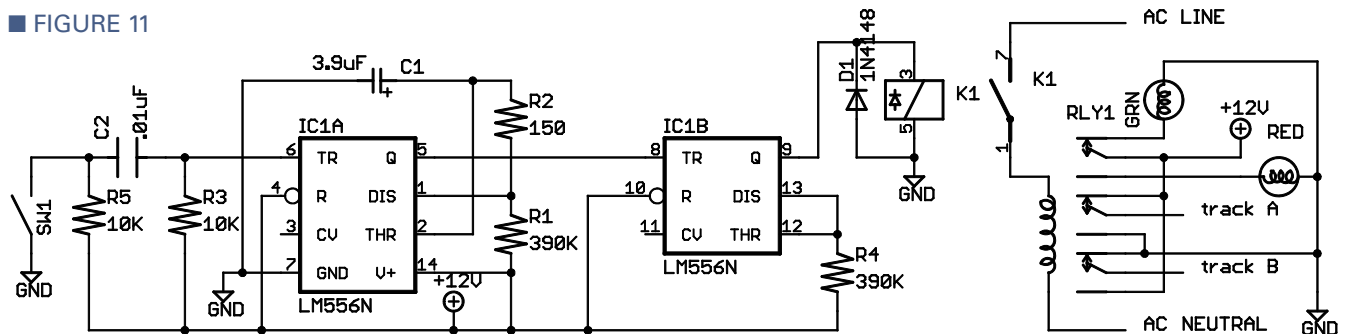 ■ FIGURE 11
AC LINE
3.9uF
C1
D1
1N4148
7
3
K1
K1
5
1
GND
RLY1
GRN
+12V
RED
C2
.01uF
R2
150
IC1A
IC1B
6
TR
Q
5
8
TR
Q
9
4
R
DIS
1
10
R
DIS
13
SW1
R5
10K
R3
10K
R1
390K
3
CV
THR
2
11
CV
THR
12
track A
7
GND
V+
14
LM556N
R4
390K
track B
GND
GND
LM556N
+12V
AC NEUTRAL
GND